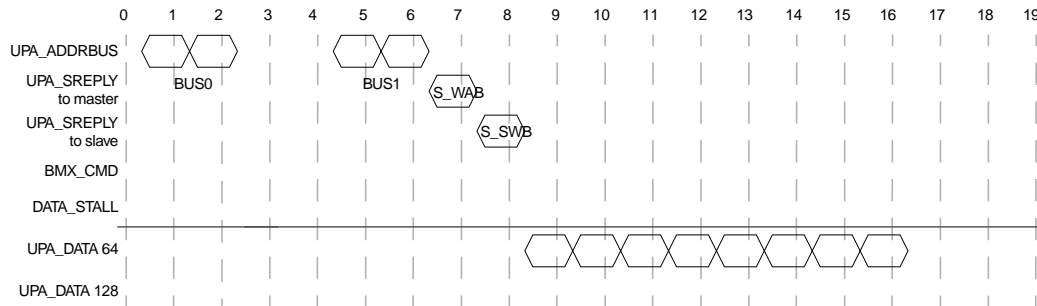 0 1 2 3 4 5 6 7 8 9 10 11 12 13 14 15 16 17 18 19
UPA_ADDRBUS
BUS0 BUS1
UPA_SREPLY
to master
S_WAB
UPA_SREPLY
to slave
S_SWB
BMX_CMD
DATA_STALL
UPA_DATA 64
UPA_DATA 128